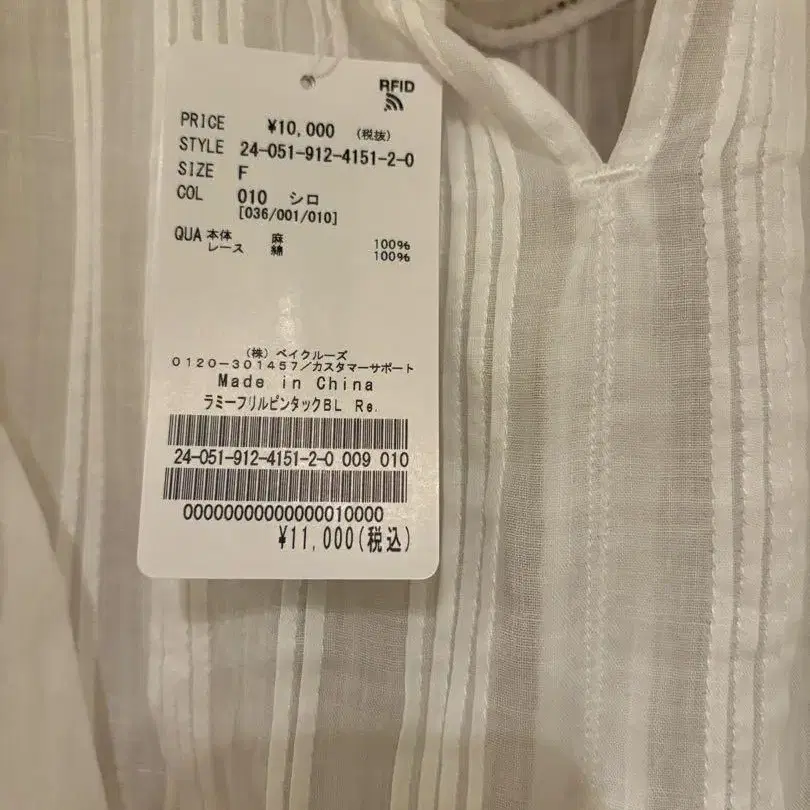 RFID
PRICE ¥10,000 (税抜)
STYLE 24-051-912-4151-2-0
SIZE F
COL 010 シロ
[036/001/010]
QUA 本体 麻 100%
レース 綿 100%
(株) ベイクルーズ
0120-301457/カスタマーサポート
Made in China
ラミーフリルピンタックBL Re.
24-051-912-4151-2-0 009 010
00000000000000010000
¥11,000(税込)